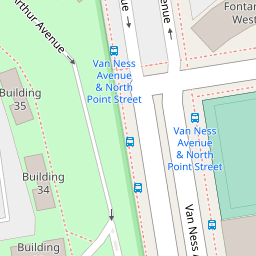 rthur Avenue
Fontan
West
Van Ness
Avenue
& North
Point Street
Building
35
Van Ness
Avenue
& North
Point Street
Building
34
Van Ness A
Building